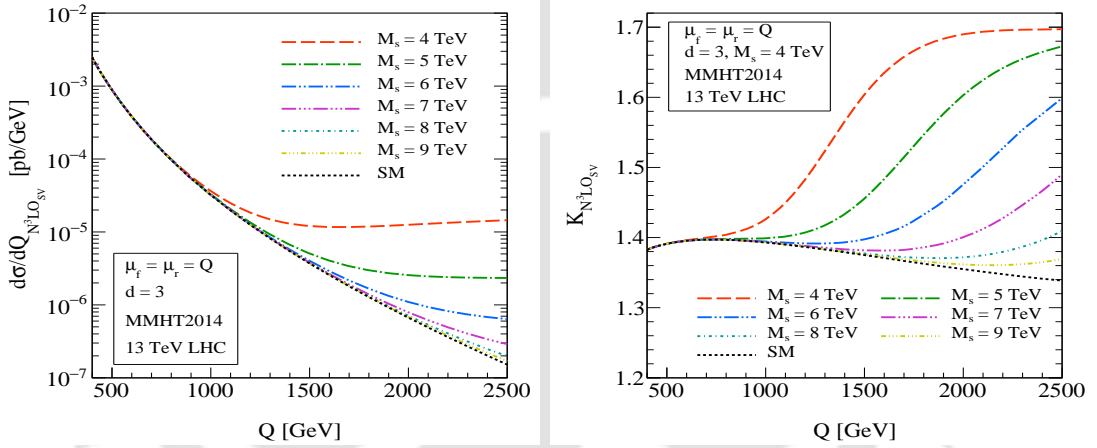 10⁻²
10⁻³
10⁻⁴
10⁻⁵
10⁻⁶
10⁻⁷
dσ/dQ_N³LO_SV [pb/GeV]
M_s = 4 TeV
M_s = 5 TeV
M_s = 6 TeV
M_s = 7 TeV
M_s = 8 TeV
M_s = 9 TeV
SM
μ_f = μ_r = Q
d = 3
MMHT2014
13 TeV LHC
500 1000 1500 2000 2500
Q [GeV]
1.7
1.6
1.5
1.4
1.3
1.2
K_N³LO_SV
μ_f = μ_r = Q
d = 3, M_s = 4 TeV
MMHT2014
13 TeV LHC
M_s = 4 TeV M_s = 5 TeV
M_s = 6 TeV M_s = 7 TeV
M_s = 8 TeV M_s = 9 TeV
SM
500 1000 1500 2000 2500
Q [GeV]